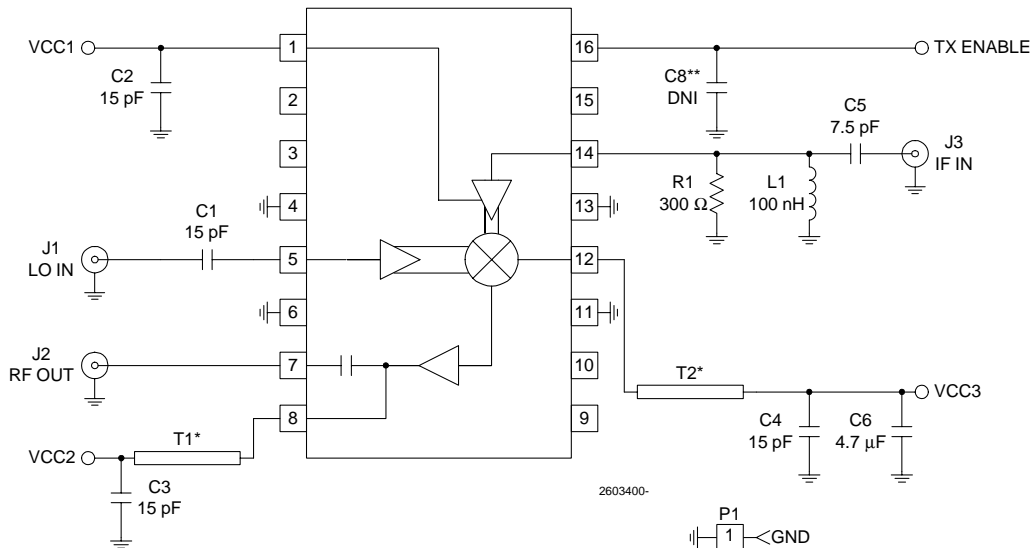 VCC1
C2
15 pF
1
2
3
4
C1
15 pF
J1
LO IN
5
6
J2
RF OUT
7
8
T1*
VCC2
C3
15 pF
16
TX ENABLE
C8**
DNI
15
C5
7.5 pF
J3
IF IN
14
R1
300 Ω
L1
100 nH
13
12
11
10
T2*
VCC3
9
C4
15 pF
C6
4.7 μF
2603400-
P1
1
GND